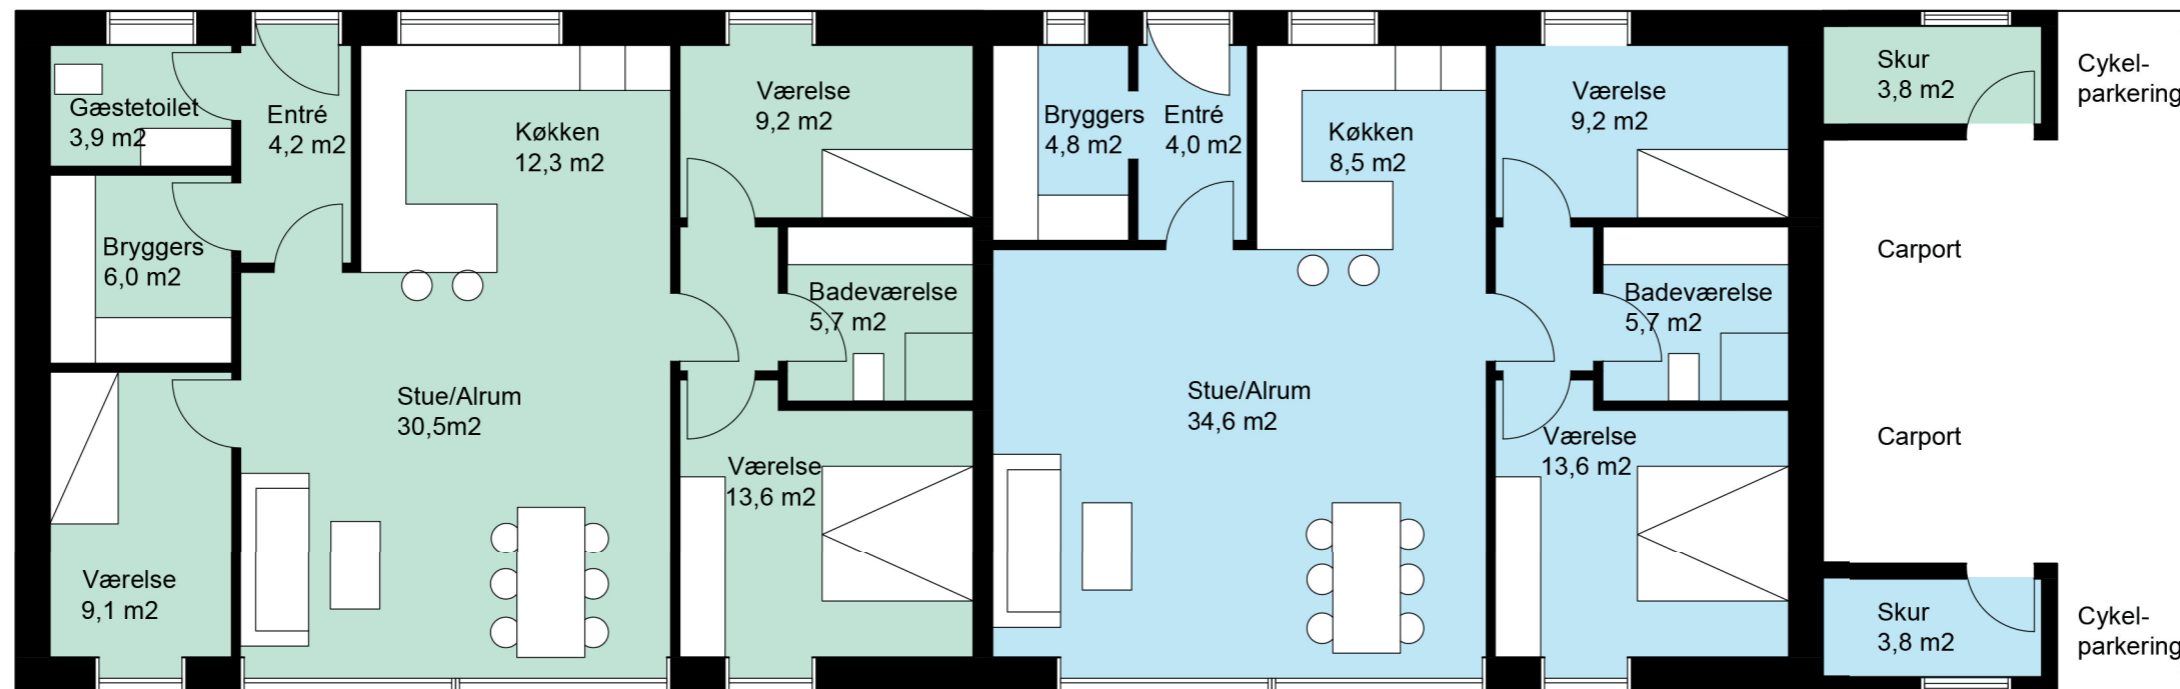 Gæstetoilet
3,9 m2
Entré
4,2 m2
Køkken
12,3 m2
Værelse
9,2 m2
Bryggers
6,0 m2
Badeværelse
5,7 m2
Stue/Alrum
30,5m2
Værelse
13,6 m2
Værelse
9,1 m2
Bryggers
4,8 m2
Entré
4,0 m2
Køkken
8,5 m2
Værelse
9,2 m2
Badeværelse
5,7 m2
Stue/Alrum
34,6 m2
Værelse
13,6 m2
Skur
3,8 m2
Cykel-
parkering
Carport
Carport
Skur
3,8 m2
Cykel-
parkering